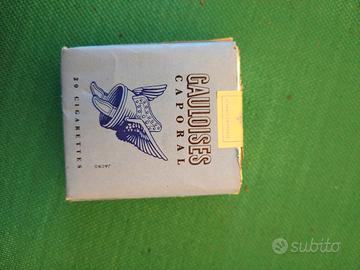 GAULOISES
CAPORAL
20 CIGARETTES
subito